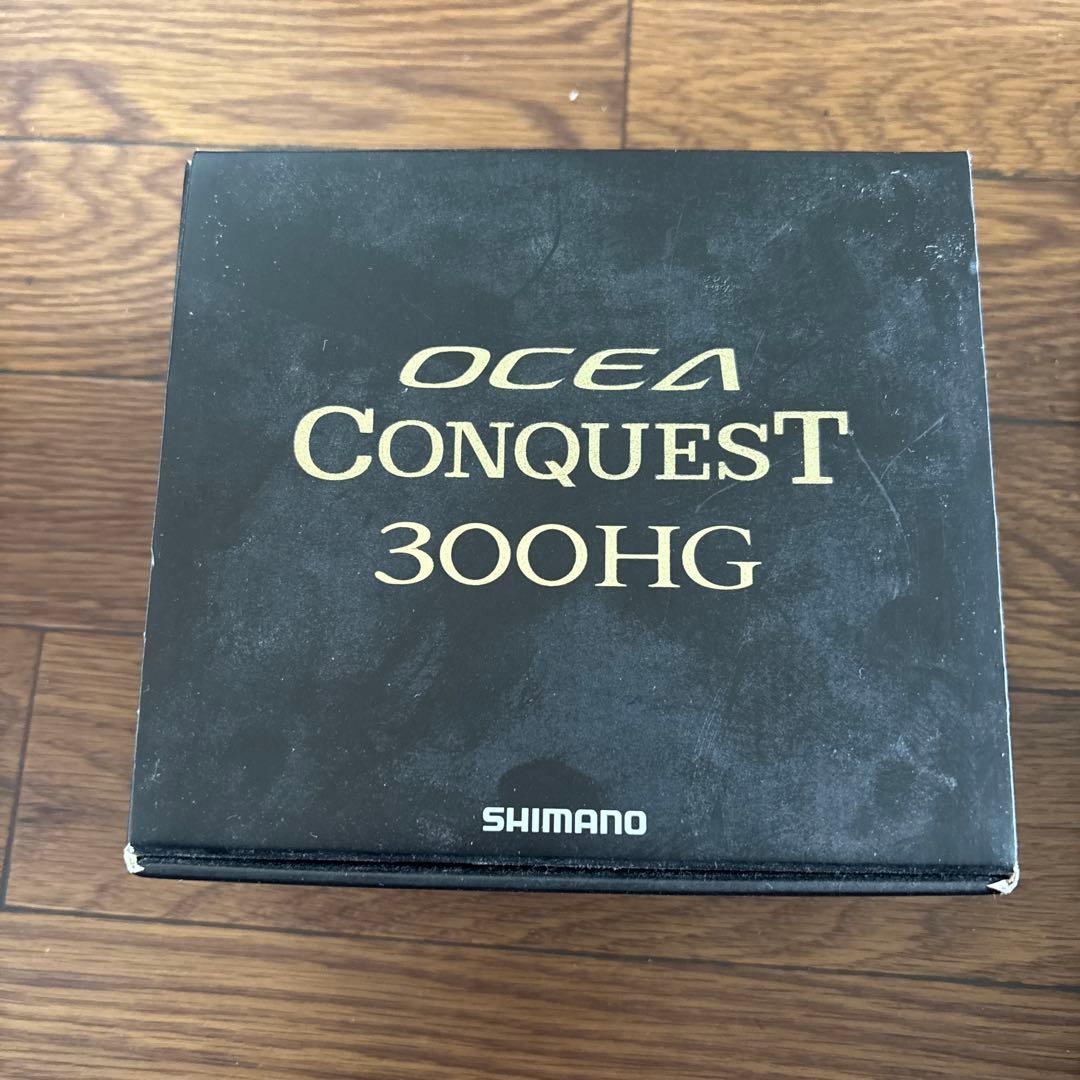 OCEA
CONQUEST
300HG
SHIMANO